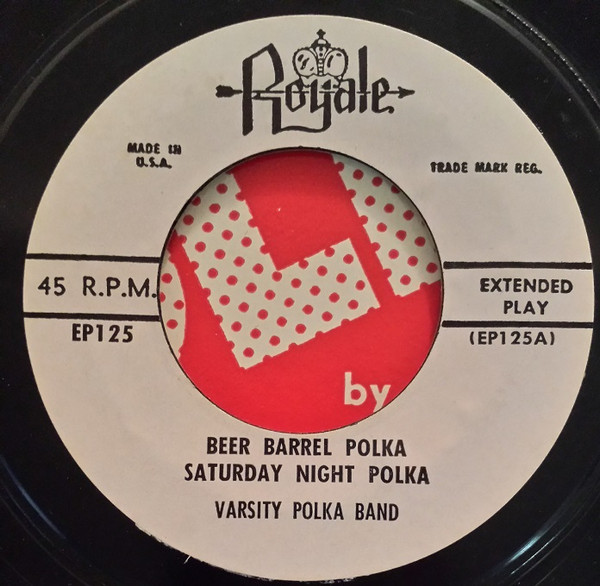 Royale
MADE IN
U.S.A.
TRADE MARK REG.
45 R.P.M.
EP125
EXTENDED
PLAY
(EP125A)
by
BEER BARREL POLKA
SATURDAY NIGHT POLKA
VARSITY POLKA BAND